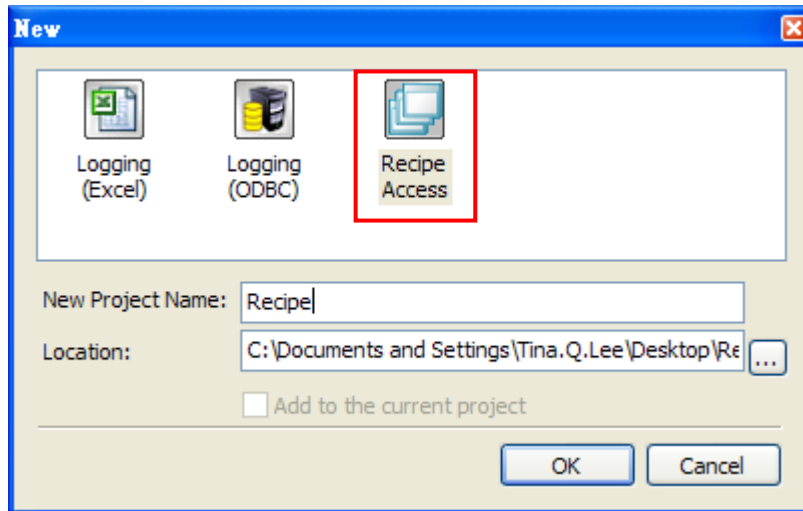 New
Logging
(Excel)
Logging
(ODBC)
Recipe
Access
New Project Name:
Recipe
Location:
C:\Documents and Settings\Tina.Q.Lee\Desktop\Re
...
Add to the current project
OK
Cancel